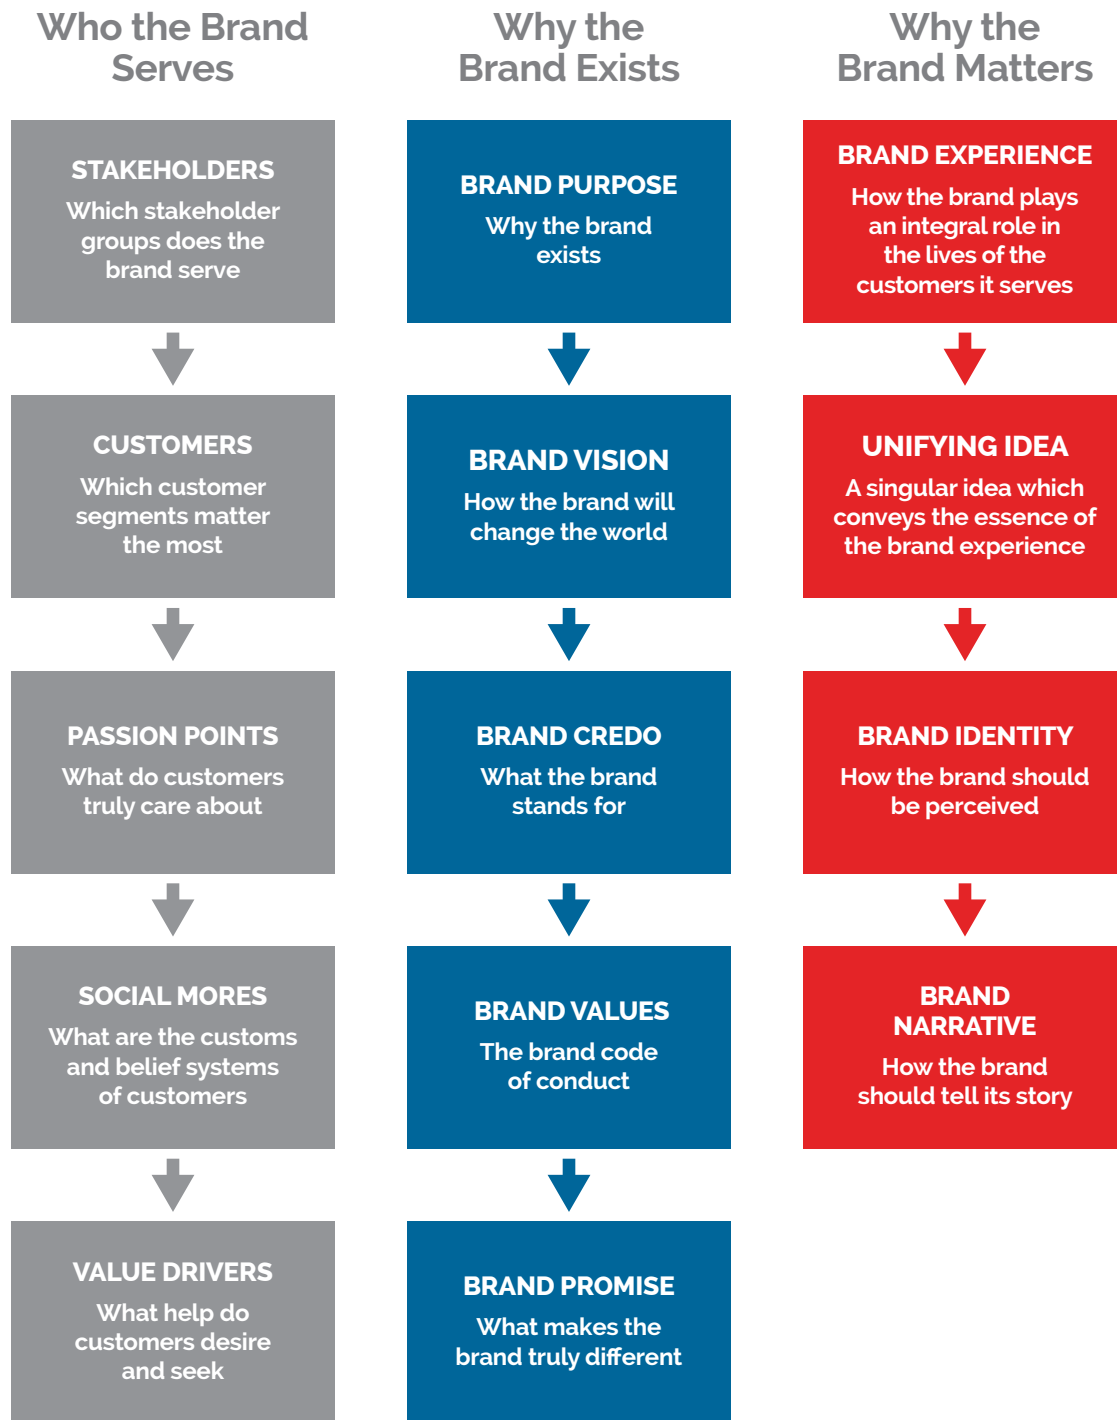 Who the Brand
Serves
STAKEHOLDERS
Which stakeholder
groups does the
brand serve
CUSTOMERS
Which customer
segments matter
the most
PASSION POINTS
What do customers
truly care about
SOCIAL MORES
What are the customs
and belief systems
of customers
VALUE DRIVERS
What help do
customers desire
and seek
Why the
Brand Exists
BRAND PURPOSE
Why the brand
exists
BRAND VISION
How the brand will
change the world
BRAND CREDO
What the brand
stands for
BRAND VALUES
The brand code
of conduct
BRAND PROMISE
What makes the
brand truly different
Why the
Brand Matters
BRAND EXPERIENCE
How the brand plays
an integral role in
the lives of the
customers it serves
UNIFYING IDEA
A singular idea which
conveys the essence of
the brand experience
BRAND IDENTITY
How the brand should
be perceived
BRAND
NARRATIVE
How the brand
should tell its story